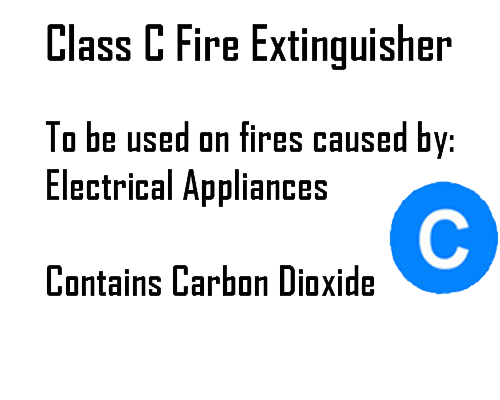 Class C Fire Extinguisher
To be used on fires caused by:
Electrical Appliances
C
Contains Carbon Dioxide